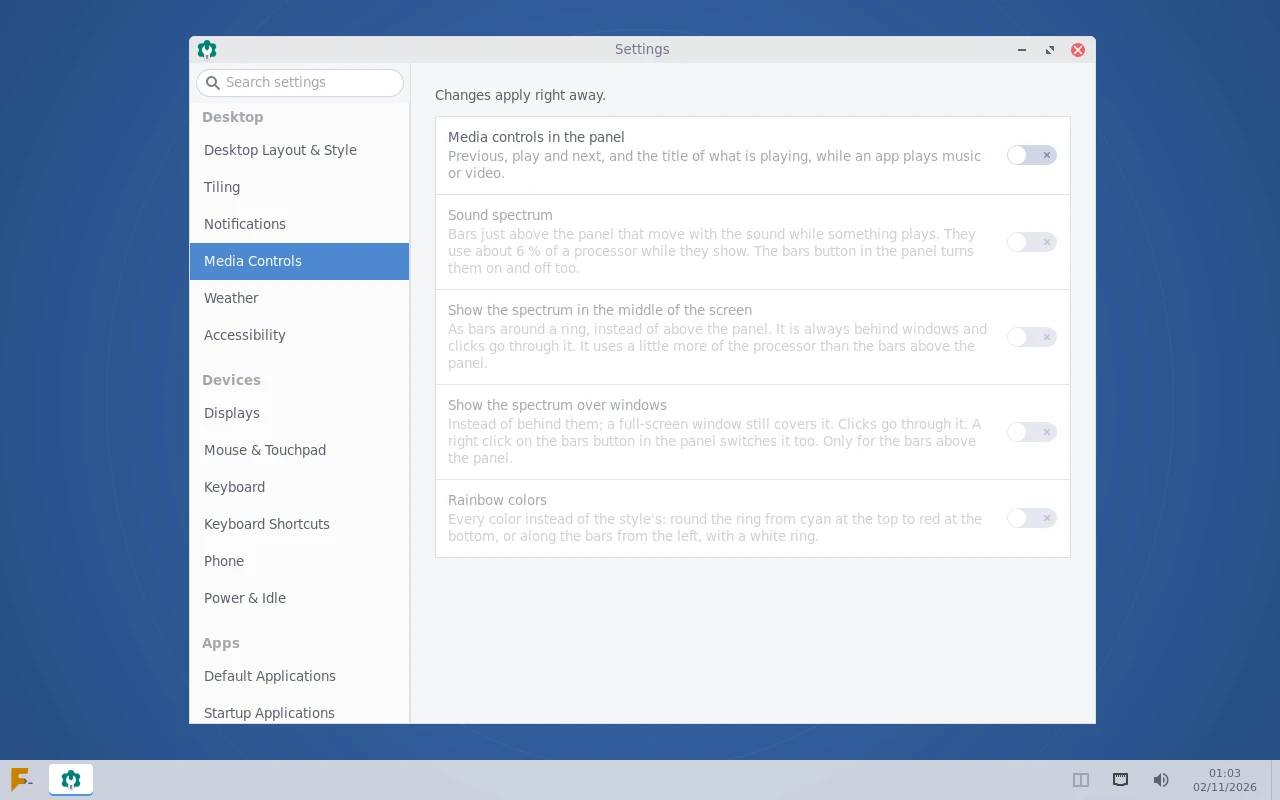 Settings
Search settings
Desktop
Desktop Layout & Style
Tiling
Notifications
Media Controls
Weather
Accessibility
Devices
Displays
Mouse & Touchpad
Keyboard
Keyboard Shortcuts
Phone
Power & Idle
Apps
Default Applications
Startup Applications
Changes apply right away.
Media controls in the panel
Previous, play and next, and the title of what is playing, while an app plays music
or video.
Sound spectrum
Bars just above the panel that move with the sound while something plays. They
use about 6 % of a processor while they show. The bars button in the panel turns
them on and off too.
Show the spectrum in the middle of the screen
As bars around a ring, instead of above the panel. It is always behind windows and
clicks go through it. It uses a little more of the processor than the bars above the
panel.
Show the spectrum over windows
Instead of behind them; a full-screen window still covers it. Clicks go through it. A
right click on the bars button in the panel switches it too. Only for the bars above
the panel.
Rainbow colors
Every color instead of the style's: round the ring from cyan at the top to red at the
bottom, or along the bars from the left, with a white ring.
01:03
02/11/2026